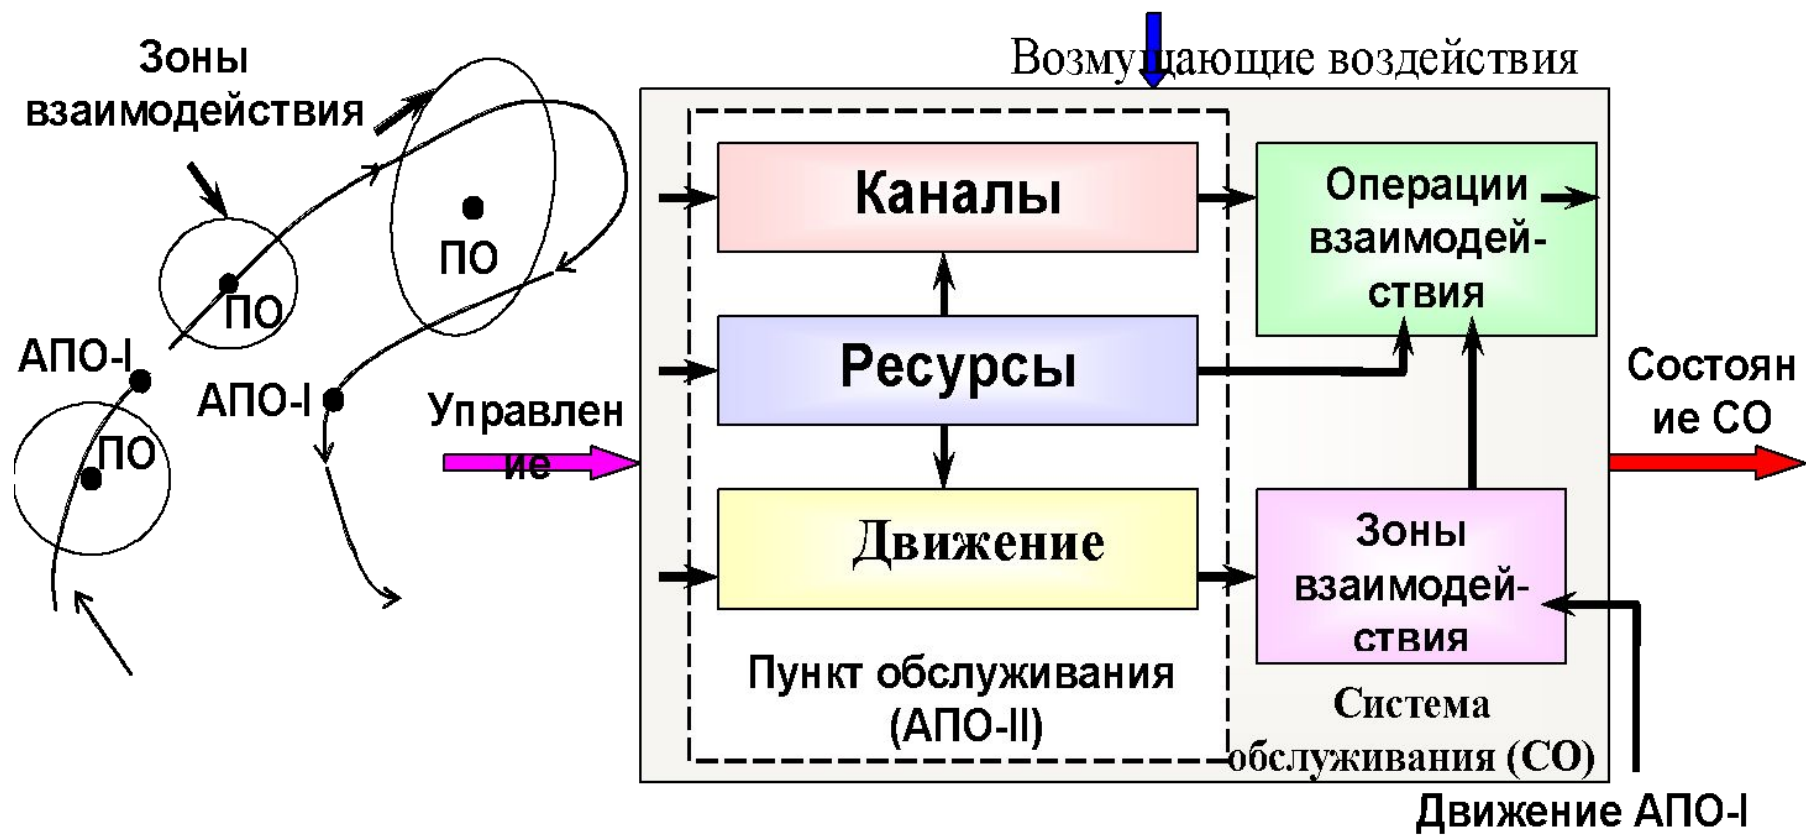 Зоны
взаимодействия
ПО
ПО
АПО-I
АПО-I
ПО
Управлен
ие
Возмущающие воздействия
Каналы
Ресурсы
Движение
Пункт обслуживания
(АПО-II)
Операции
взаимодей-
ствия
Зоны
взаимодей-
ствия
Система
обслуживания (СО)
Состоян
ие СО
Движение АПО-I